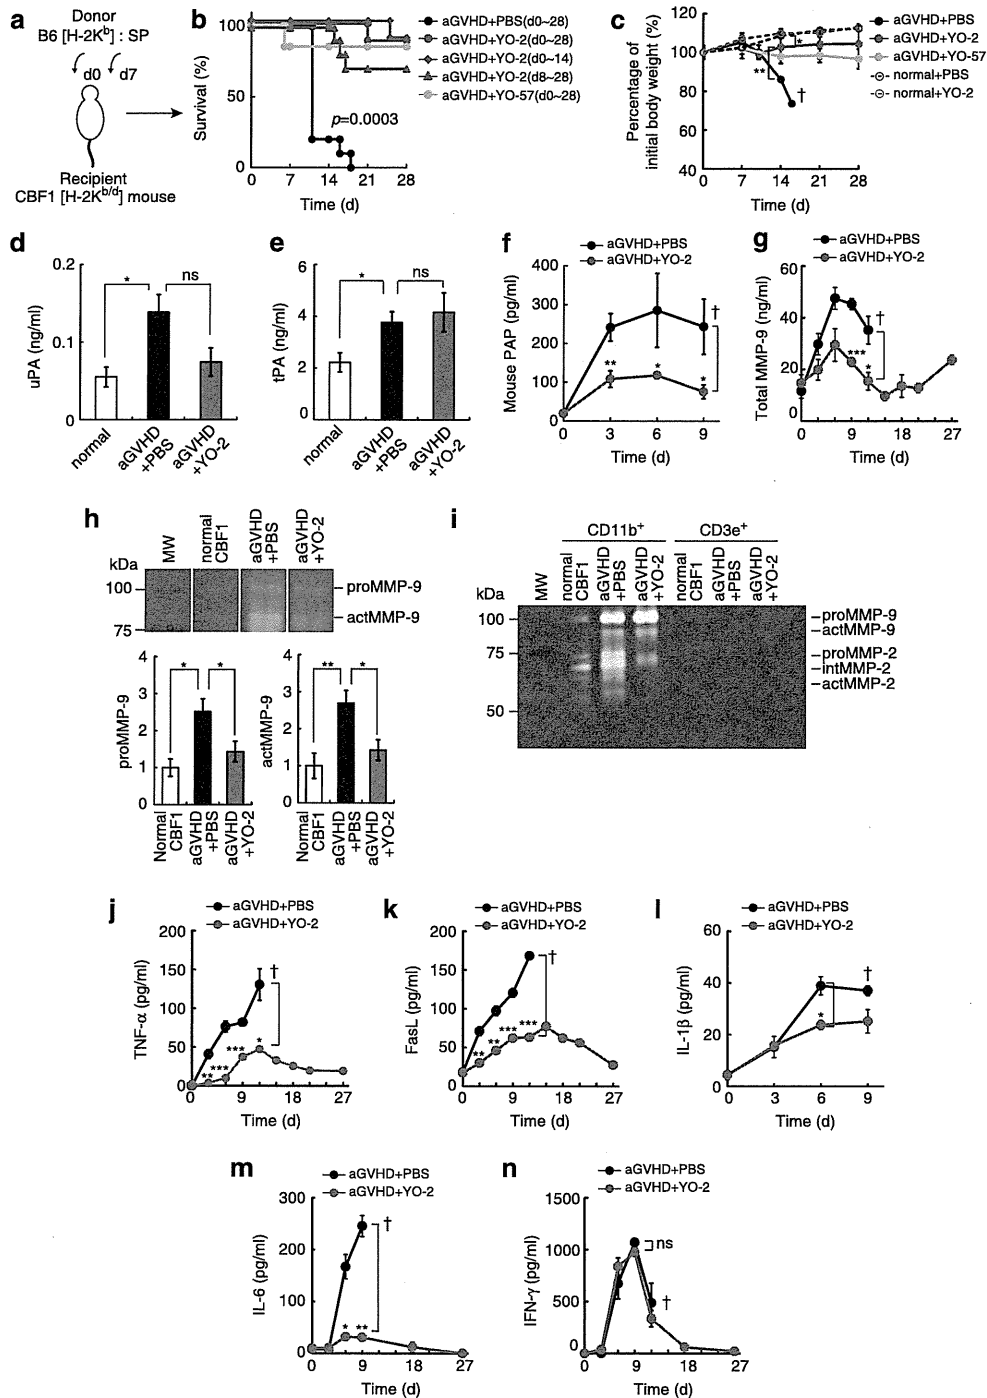 a
Donor
B6 [H-2Kb] : SP
d0 d7
Recipient
CBF1 [H-2Kb/d] mouse
b
Survival (%)
100
50
0
0 7 14 21 28
Time (d)
p=0.0003
aGVHD+PBS(d0~28)
aGVHD+YO-2(d0~28)
aGVHD+YO-2(d0~14)
aGVHD+YO-2(d8~28)
aGVHD+YO-57(d0~28)
c
Percentage of
initial body weight (%)
120
100
80
60
40
0 7 14 21 28
Time (d)
*
**
†
aGVHD+PBS
aGVHD+YO-2
aGVHD+YO-57
normal+PBS
normal+YO-2
d
uPA (ng/ml)
0.2
0.1
0
* ns
normal
aGVHD
+PBS
aGVHD
+YO-2
e
tPA (ng/ml)
6
4
2
0
* ns
normal
aGVHD
+PBS
aGVHD
+YO-2
f
aGVHD+PBS
aGVHD+YO-2
Mouse PAP (pg/ml)
400
300
200
100
0
** * * †
0 3 6 9
Time (d)
g
aGVHD+PBS
aGVHD+YO-2
Total MMP-9 (ng/ml)
60
40
20
0
*** * †
0 9 18 27
Time (d)
h
MW
normal
CBF1
aGVHD
+PBS
aGVHD
+YO-2
kDa
100
75
proMMP-9
actMMP-9
proMMP-9
4
3
2
1
0
* *
Normal
CBF1
aGVHD
+PBS
aGVHD
+YO-2
actMMP-9
4
3
2
1
0
** *
Normal
CBF1
aGVHD
+PBS
aGVHD
+YO-2
i
CD11b+ CD3e+
MW
normal
CBF1
aGVHD
+PBS
aGVHD
+YO-2
normal
CBF1
aGVHD
+PBS
aGVHD
+YO-2
kDa
100
75
50
proMMP-9
actMMP-9
proMMP-2
intMMP-2
actMMP-2
j
aGVHD+PBS
aGVHD+YO-2
TNF-α (pg/ml)
200
150
100
50
0
** *** *** * †
0 9 18 27
Time (d)
k
aGVHD+PBS
aGVHD+YO-2
FasL (pg/ml)
200
150
100
50
0
** ** *** *** †
0 9 18 27
Time (d)
l
aGVHD+PBS
aGVHD+YO-2
IL-1β (pg/ml)
60
40
20
0
* †
0 3 6 9
Time (d)
m
aGVHD+PBS
aGVHD+YO-2
IL-6 (pg/ml)
300
200
100
0
* ** †
0 9 18 27
Time (d)
n
aGVHD+PBS
aGVHD+YO-2
IFN-γ (pg/ml)
1500
1000
500
0
ns
†
0 9 18 27
Time (d)